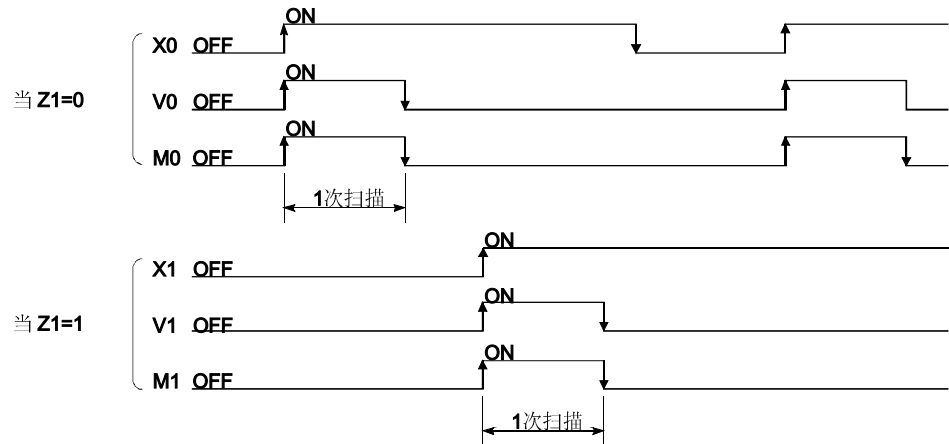 ON
X0 OFF
ON
当 Z1=0 V0 OFF
ON
M0 OFF
1次扫描
ON
X1 OFF
ON
当 Z1=1 V1 OFF
ON
M1 OFF
1次扫描